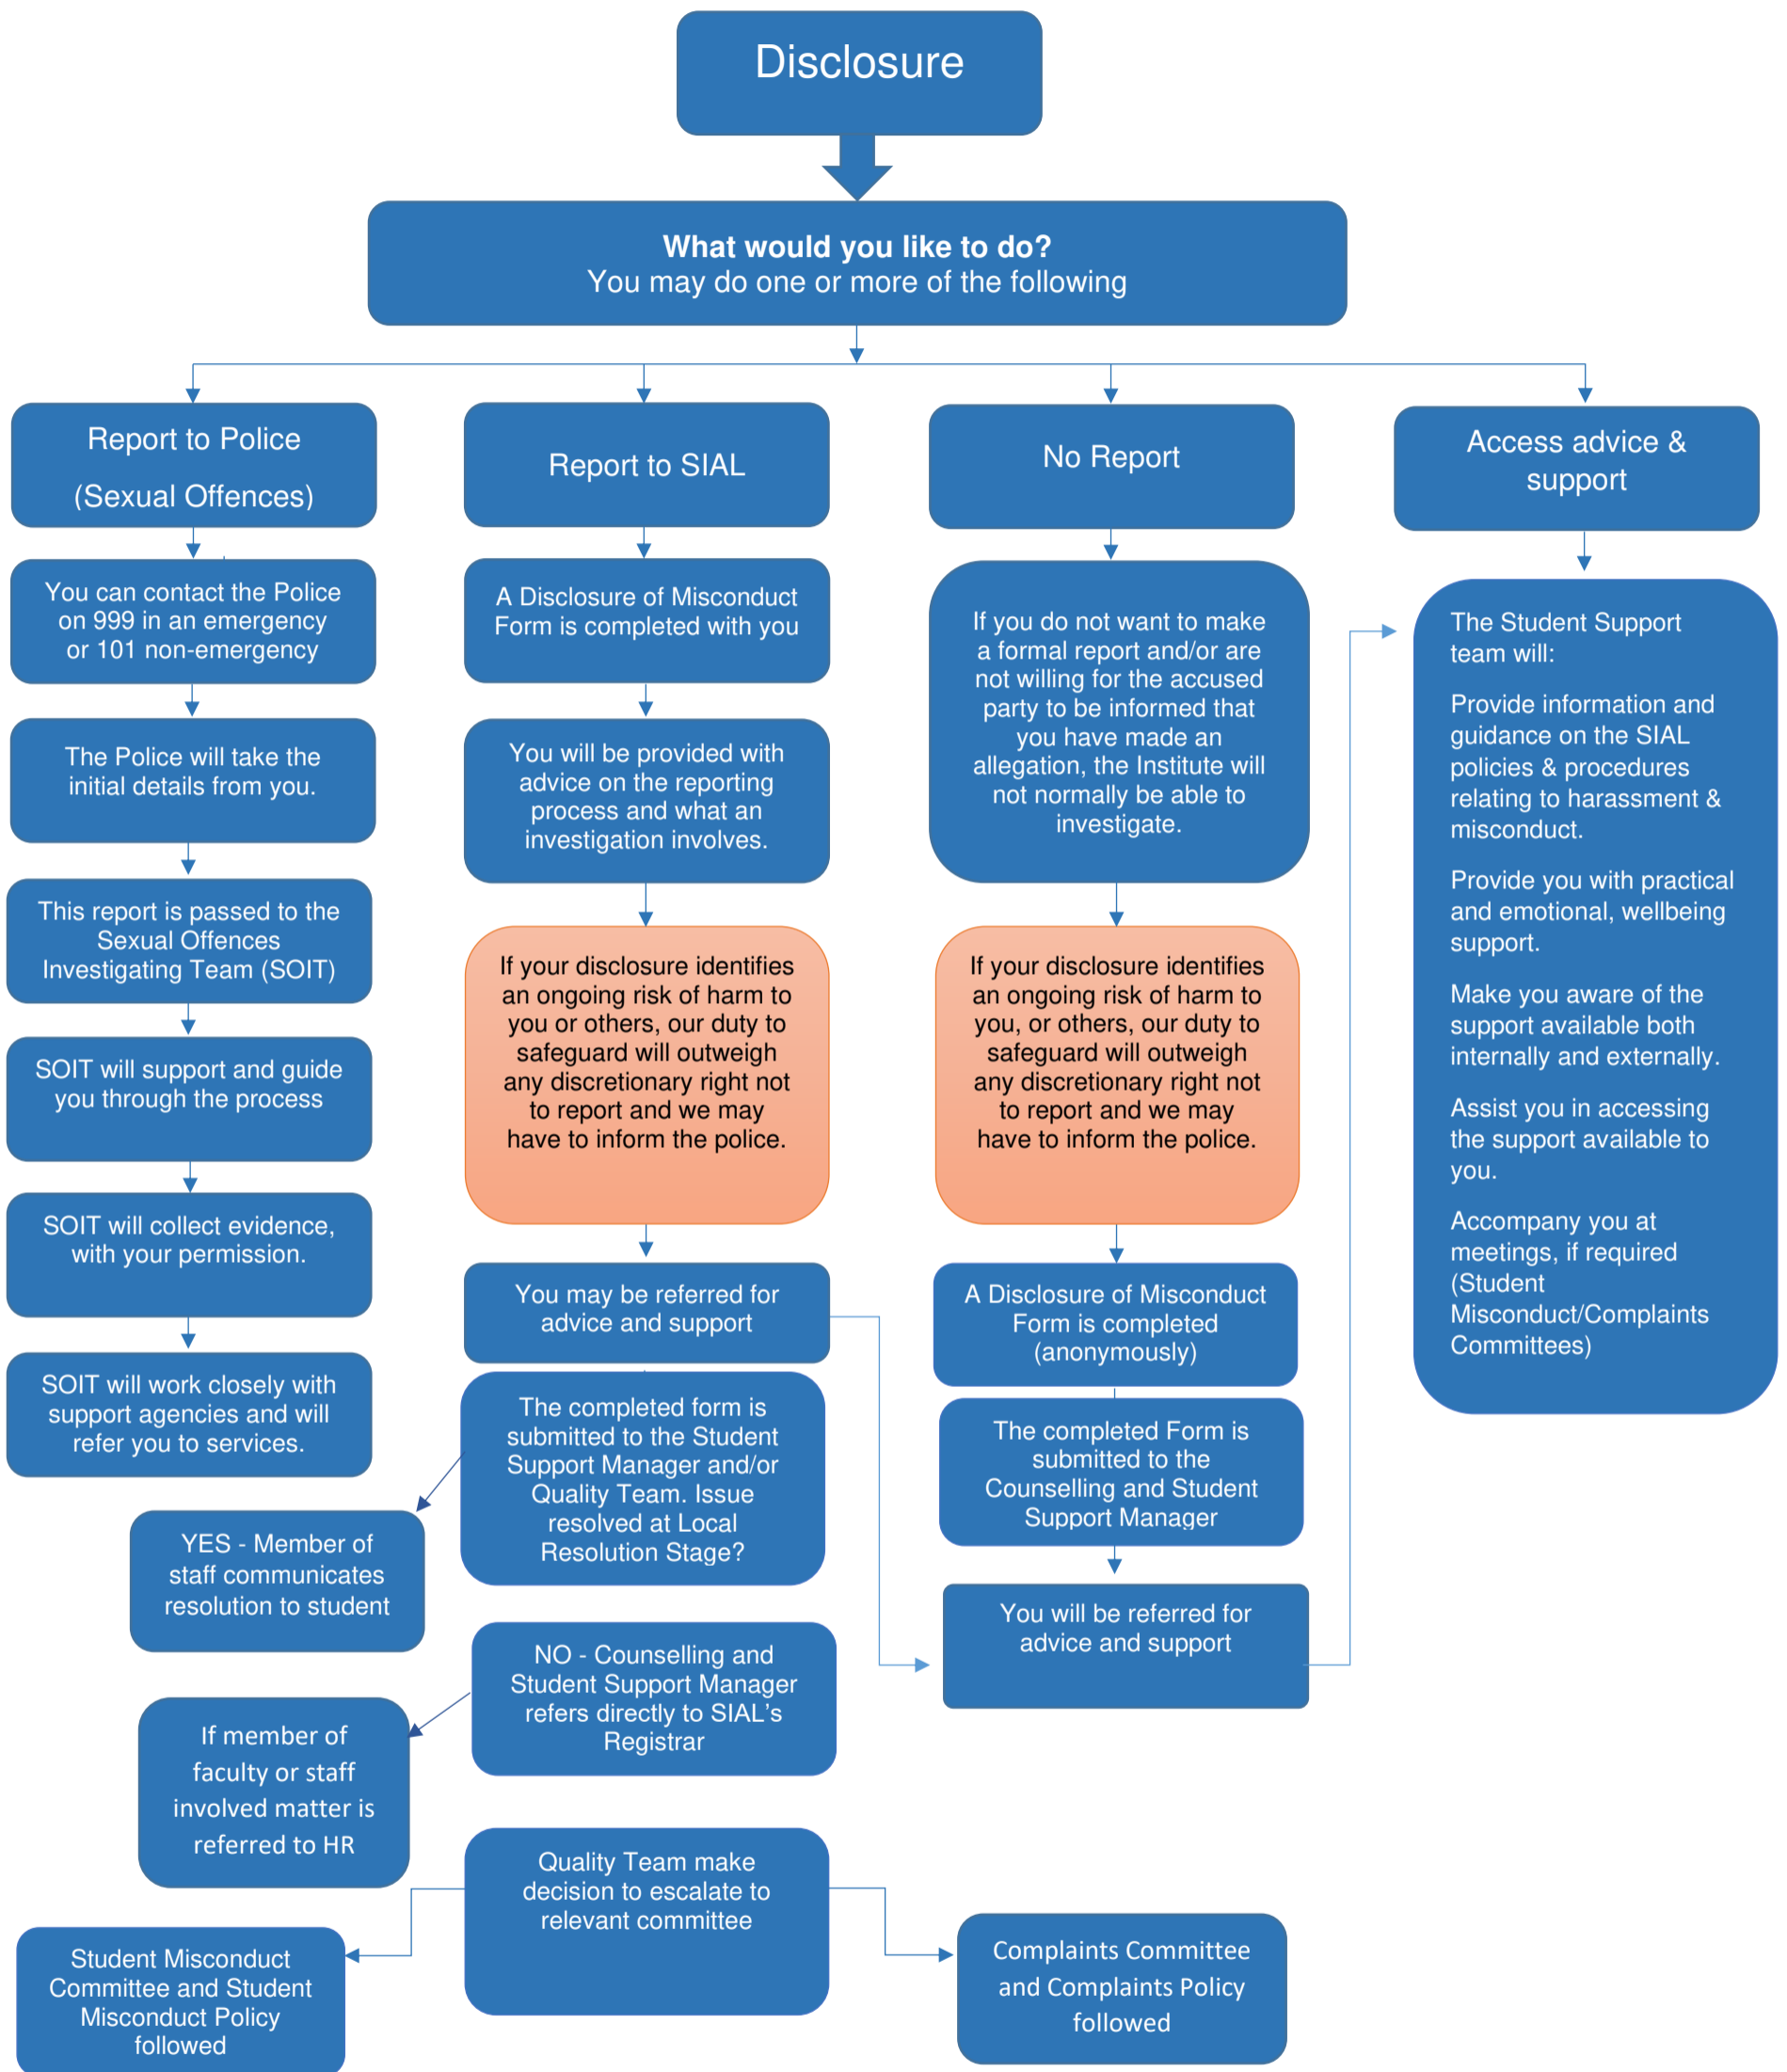 Disclosure
What would you like to do?
You may do one or more of the following
Report to Police
(Sexual Offences)
You can contact the Police
on 999 in an emergency
or 101 non-emergency
The Police will take the
initial details from you.
This report is passed to the
Sexual Offences
Investigating Team (SOIT)
SOIT will support and guide
you through the process
SOIT will collect evidence,
with your permission.
SOIT will work closely with
support agencies and will
refer you to services.
Report to SIAL
A Disclosure of Misconduct
Form is completed with you
You will be provided with
advice on the reporting
process and what an
investigation involves.
If your disclosure identifies
an ongoing risk of harm to
you or others, our duty to
safeguard will outweigh
any discretionary right not
to report and we may
have to inform the police.
You may be referred for
advice and support
The completed form is
submitted to the Student
Support Manager and/or
Quality Team. Issue
resolved at Local
Resolution Stage?
YES - Member of
staff communicates
resolution to student
NO - Counselling and
Student Support Manager
refers directly to SIAL's
Registrar
If member of
faculty or staff
involved matter is
referred to HR
Quality Team make
decision to escalate to
relevant committee
Student Misconduct
Committee and Student
Misconduct Policy
followed
Complaints Committee
and Complaints Policy
followed
No Report
If you do not want to make
a formal report and/or are
not willing for the accused
party to be informed that
you have made an
allegation, the Institute will
not normally be able to
investigate.
If your disclosure identifies
an ongoing risk of harm to
you, or others, our duty to
safeguard will outweigh
any discretionary right not
to report and we may
have to inform the police.
A Disclosure of Misconduct
Form is completed
(anonymously)
The completed Form is
submitted to the
Counselling and Student
Support Manager
You will be referred for
advice and support
Access advice &
support
The Student Support
team will:
Provide information and
guidance on the SIAL
policies & procedures
relating to harassment &
misconduct.
Provide you with practical
and emotional, wellbeing
support.
Make you aware of the
support available both
internally and externally.
Assist you in accessing
the support available to
you.
Accompany you at
meetings, if required
(Student
Misconduct/Complaints
Committees)